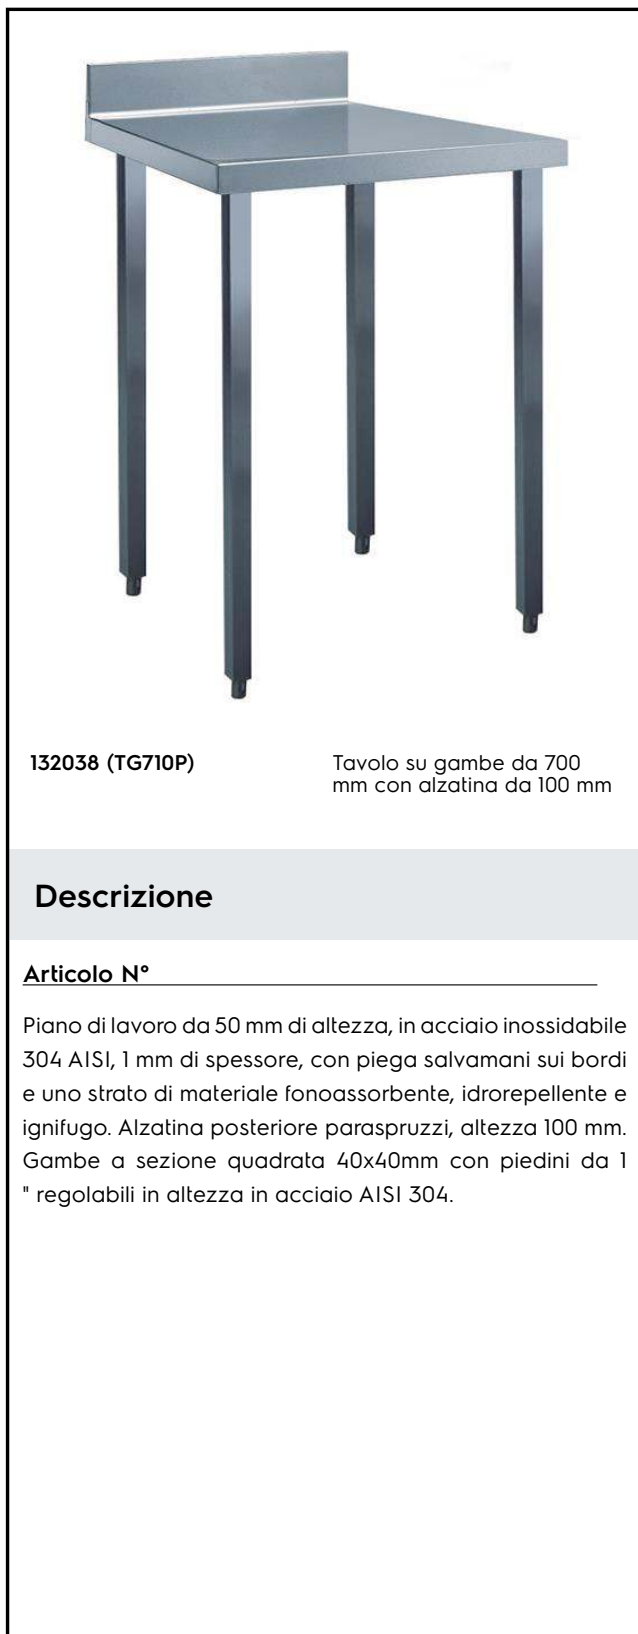 132038 (TG710P)
Tavolo su gambe da 700
mm con alzatina da 100 mm
Descrizione
Articolo N°
Piano di lavoro da 50 mm di altezza, in acciaio inossidabile
304 AISI, 1 mm di spessore, con piega salvamani sui bordi
e uno strato di materiale fonoassorbente, idrorepellente e
ignifugo. Alzatina posteriore paraspruzzi, altezza 100 mm.
Gambe a sezione quadrata 40x40mm con piedini da 1
" regolabili in altezza in acciaio AISI 304.